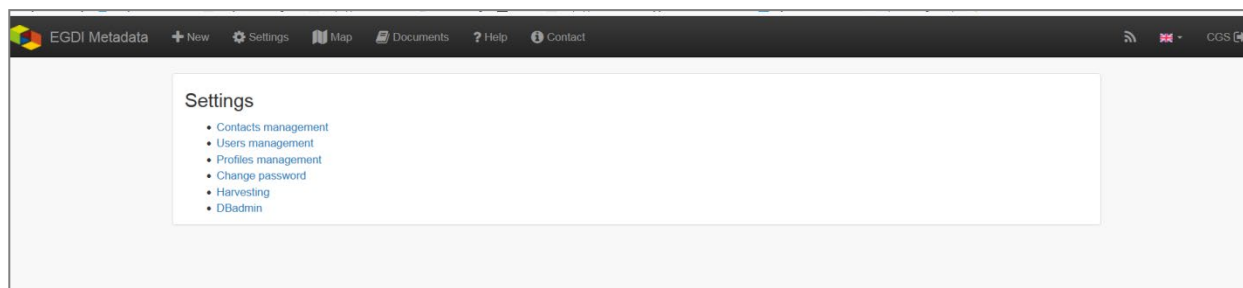 EGDI Metadata New Settings Map Documents ? Help Contact CGS
Settings
• Contacts management
• Users management
• Profiles management
• Change password
• Harvesting
• DBadmin